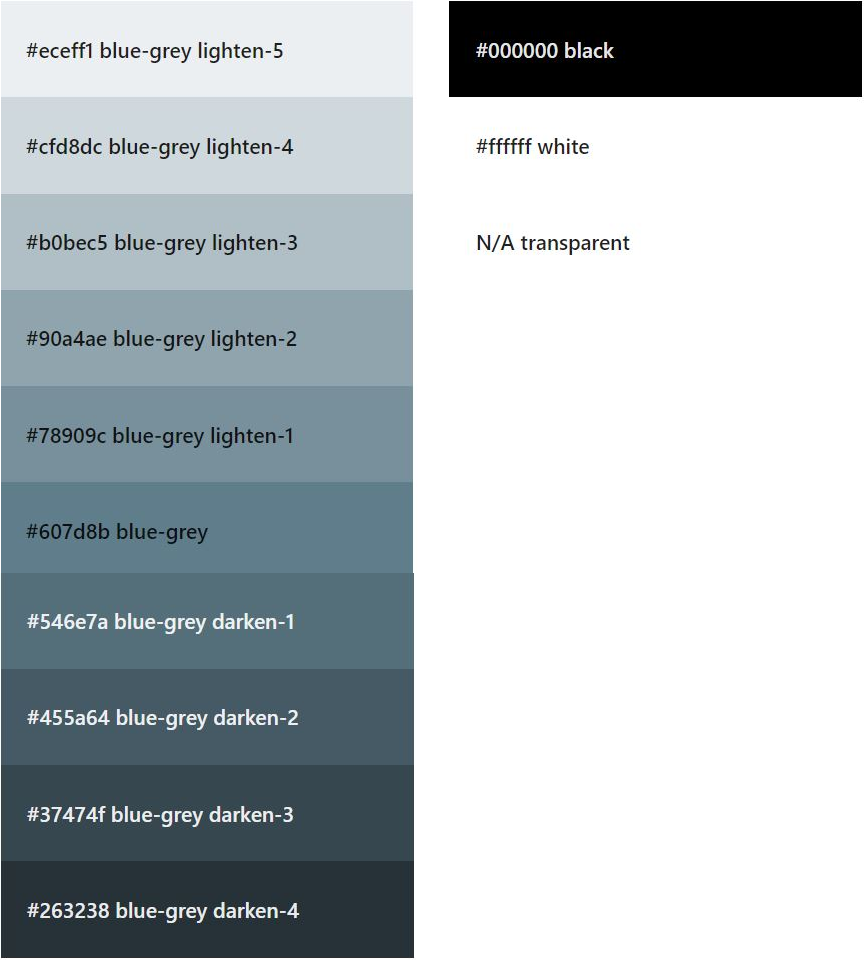 #eceff1 blue-grey lighten-5
#cfd8dc blue-grey lighten-4
#b0bec5 blue-grey lighten-3
#90a4ae blue-grey lighten-2
#78909c blue-grey lighten-1
#607d8b blue-grey
#546e7a blue-grey darken-1
#455a64 blue-grey darken-2
#37474f blue-grey darken-3
#263238 blue-grey darken-4
#000000 black
#ffffff white
N/A transparent